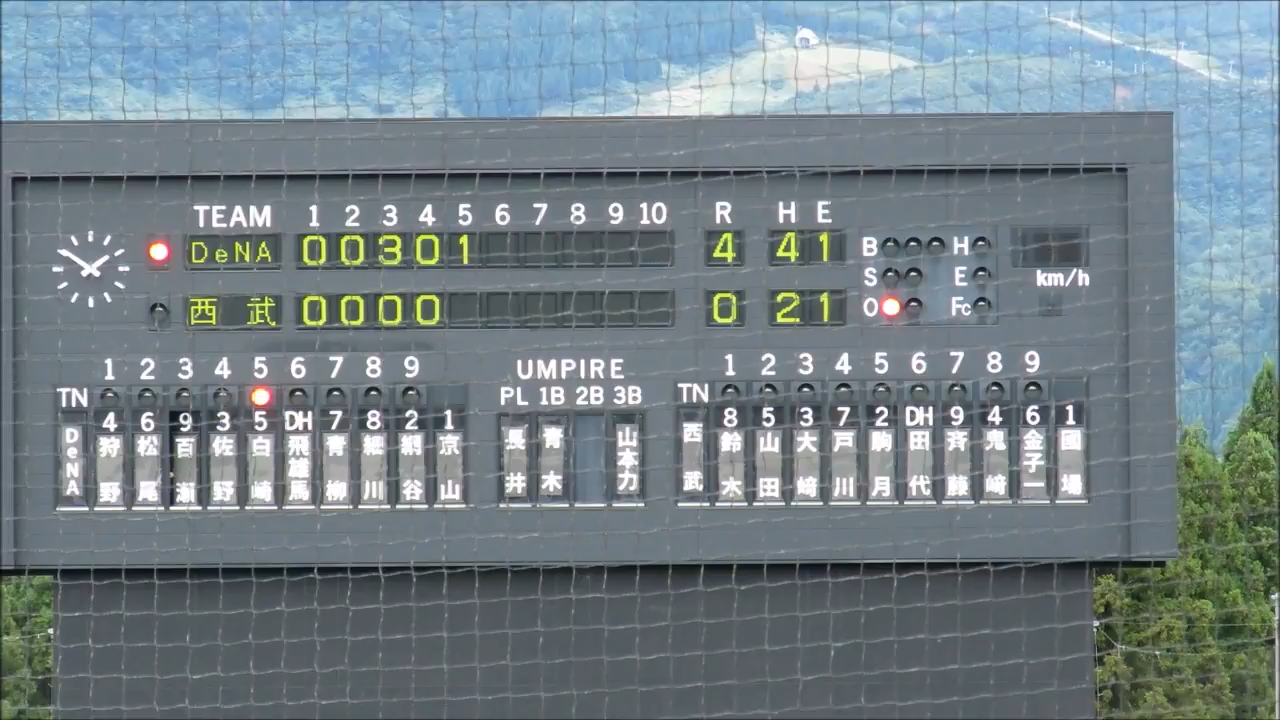 TEAM 1 2 3 4 5 6 7 8 9 10 R H E
DeNA 0 0 3 0 1 4 4 1 B H
S E km/h
西武 0 0 0 0 0 2 1 O Fc
1 2 3 4 5 6 7 8 9
UMPIRE
1 2 3 4 5 6 7 8 9
TN
PL 1B 2B 3B
TN
4 6 9 3 5 DH 7 8 2 1
8 5 3 7 2 DH 9 4 6 1
DeNA
狩野
松尾
百瀬
佐野
白崎
飛雄馬
青柳
細川
網谷
京山
長井
青木
山本力
西武
鈴木
山田
大﨑
戸川
駒月
田代
斉藤
鬼﨑
金子一
國場